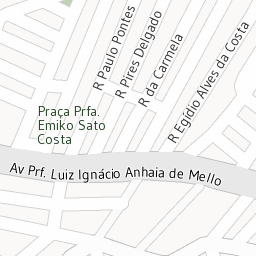 R Paulo Pontes
R Pires Delgado
R da Carmela
R Egídio Alves da Costa
Praça Prfa.
Emiko Sato
Costa
Av Prf. Luiz Ignácio Anhaia de Mello